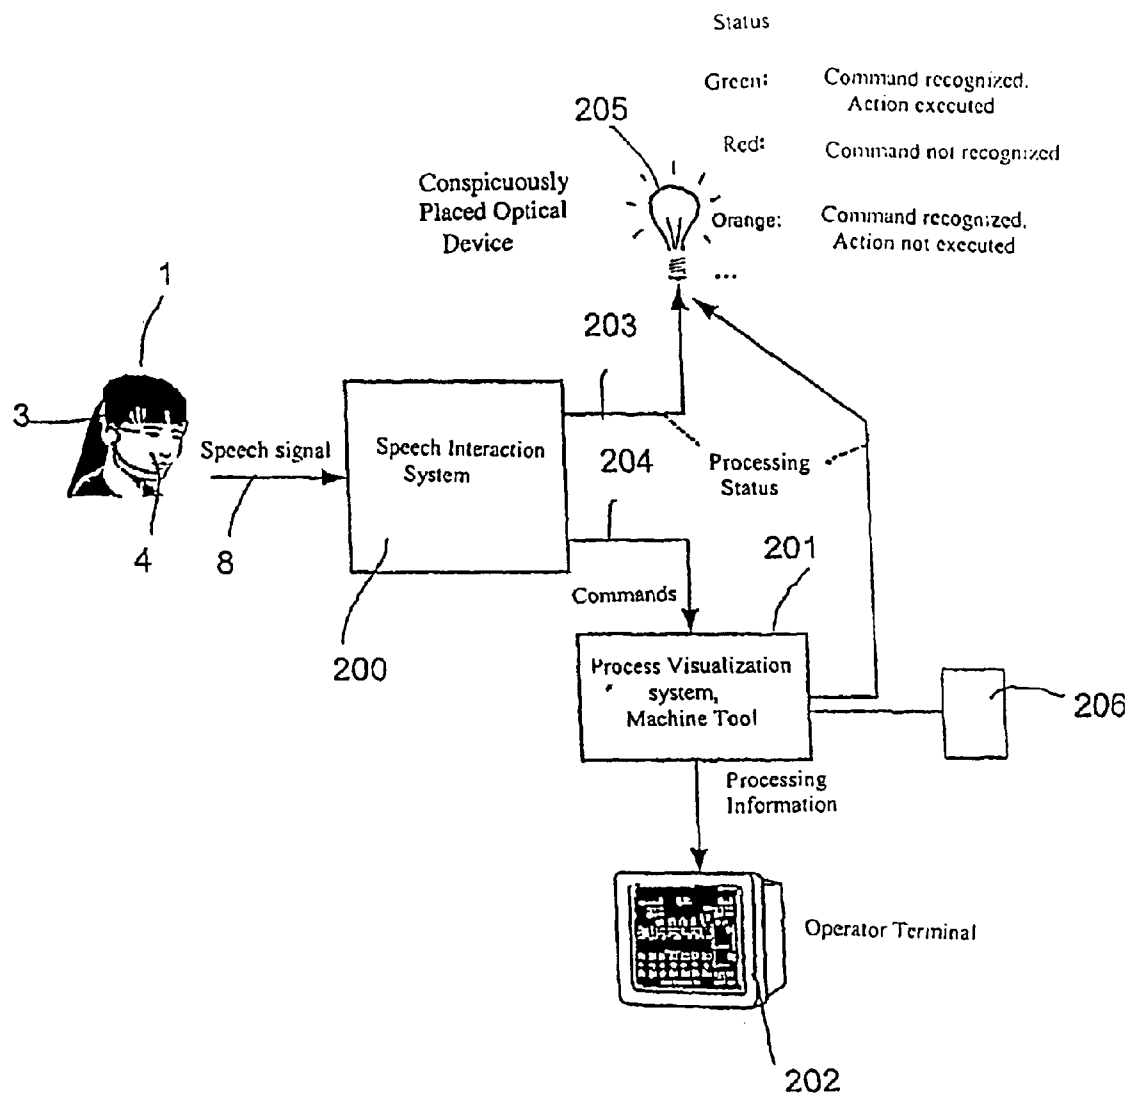 Status
Green: Command recognized.
Action executed
205
Red: Command not recognized
Conspicuously
Placed Optical
Device
Orange: Command recognized,
Action not executed
...
1
203
3
Speech signal
Speech Interaction
System
204
Processing
Status
4
8
201
Commands
200
Process Visualization
system,
Machine Tool
206
Processing
Information
Operator Terminal
202